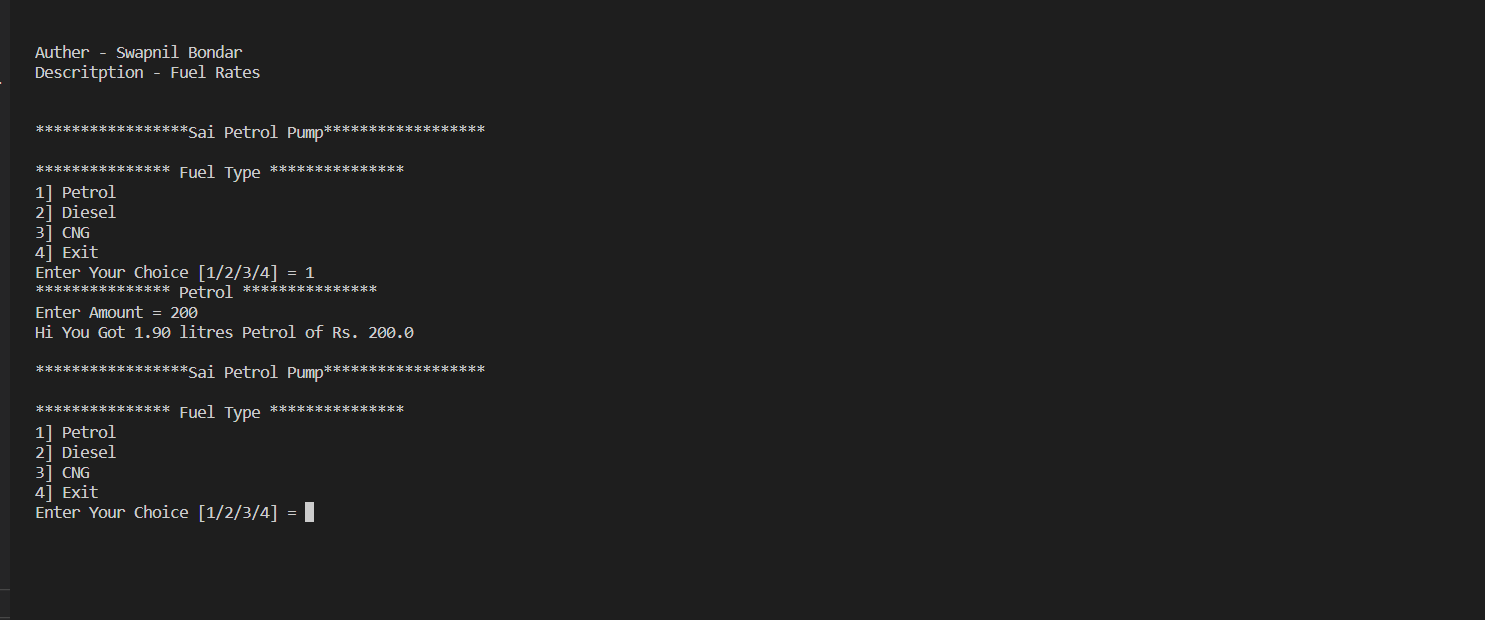 Auther - Swapnil Bondar
Descritption - Fuel Rates
*****************Sai Petrol Pump******************
*************** Fuel Type ***************
1] Petrol
2] Diesel
3] CNG
4] Exit
Enter Your Choice [1/2/3/4] = 1
*************** Petrol ***************
Enter Amount = 200
Hi You Got 1.90 litres Petrol of Rs. 200.0
*****************Sai Petrol Pump******************
*************** Fuel Type ***************
1] Petrol
2] Diesel
3] CNG
4] Exit
Enter Your Choice [1/2/3/4] =